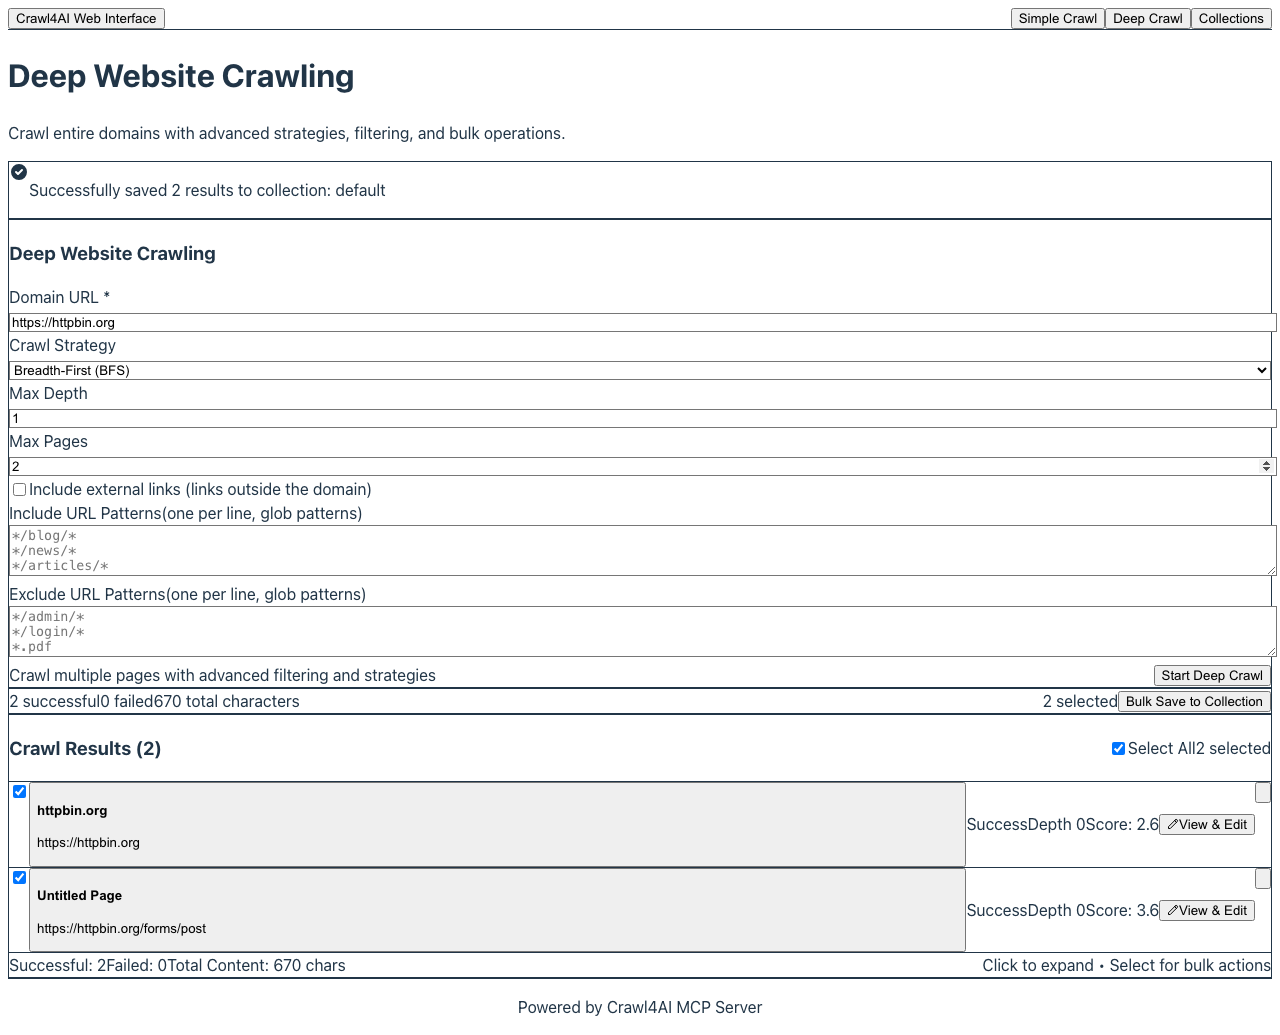 Crawl4AI Web Interface
Simple Crawl Deep Crawl Collections
Deep Website Crawling
Crawl entire domains with advanced strategies, filtering, and bulk operations.
Successfully saved 2 results to collection: default
Deep Website Crawling
Domain URL *
https://httpbin.org
Crawl Strategy
Breadth-First (BFS)
Max Depth
1
Max Pages
2
Include external links (links outside the domain)
Include URL Patterns(one per line, glob patterns)
*/blog/*
*/news/*
*/articles/*
Exclude URL Patterns(one per line, glob patterns)
*/admin/*
*/login/*
*.pdf
Crawl multiple pages with advanced filtering and strategies
Start Deep Crawl
2 successful0 failed670 total characters
2 selected Bulk Save to Collection
Crawl Results (2)
Select All2 selected
httpbin.org
https://httpbin.org
SuccessDepth 0Score: 2.6 View & Edit
Untitled Page
https://httpbin.org/forms/post
SuccessDepth 0Score: 3.6 View & Edit
Successful: 2Failed: 0Total Content: 670 chars
Click to expand • Select for bulk actions
Powered by Crawl4AI MCP Server